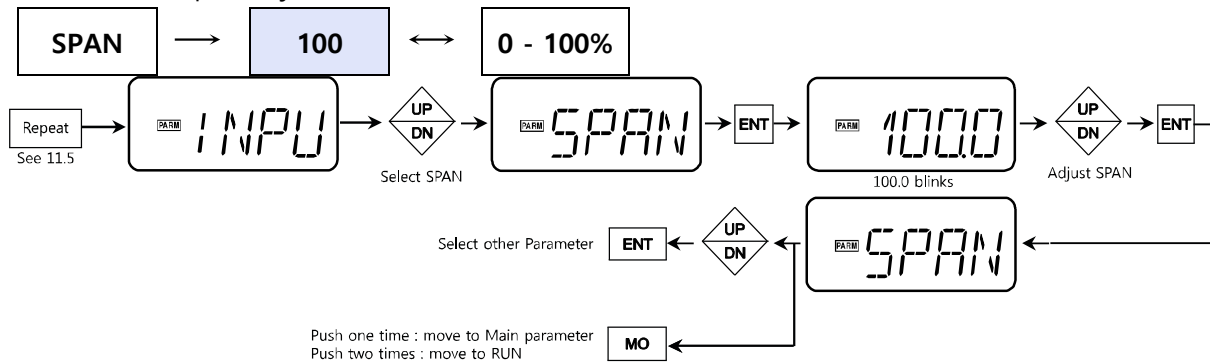 SPAN → 100 ↔ 0 - 100%
Repeat
See 11.5
PARM INPU
UP
DN
Select SPAN
PARM SPAN
ENT
PARM 100.0
100.0 blinks
UP
DN
Adjust SPAN
ENT
Select other Parameter
ENT
UP
DN
PARM SPAN
Push one time : move to Main parameter
Push two times : move to RUN
MO